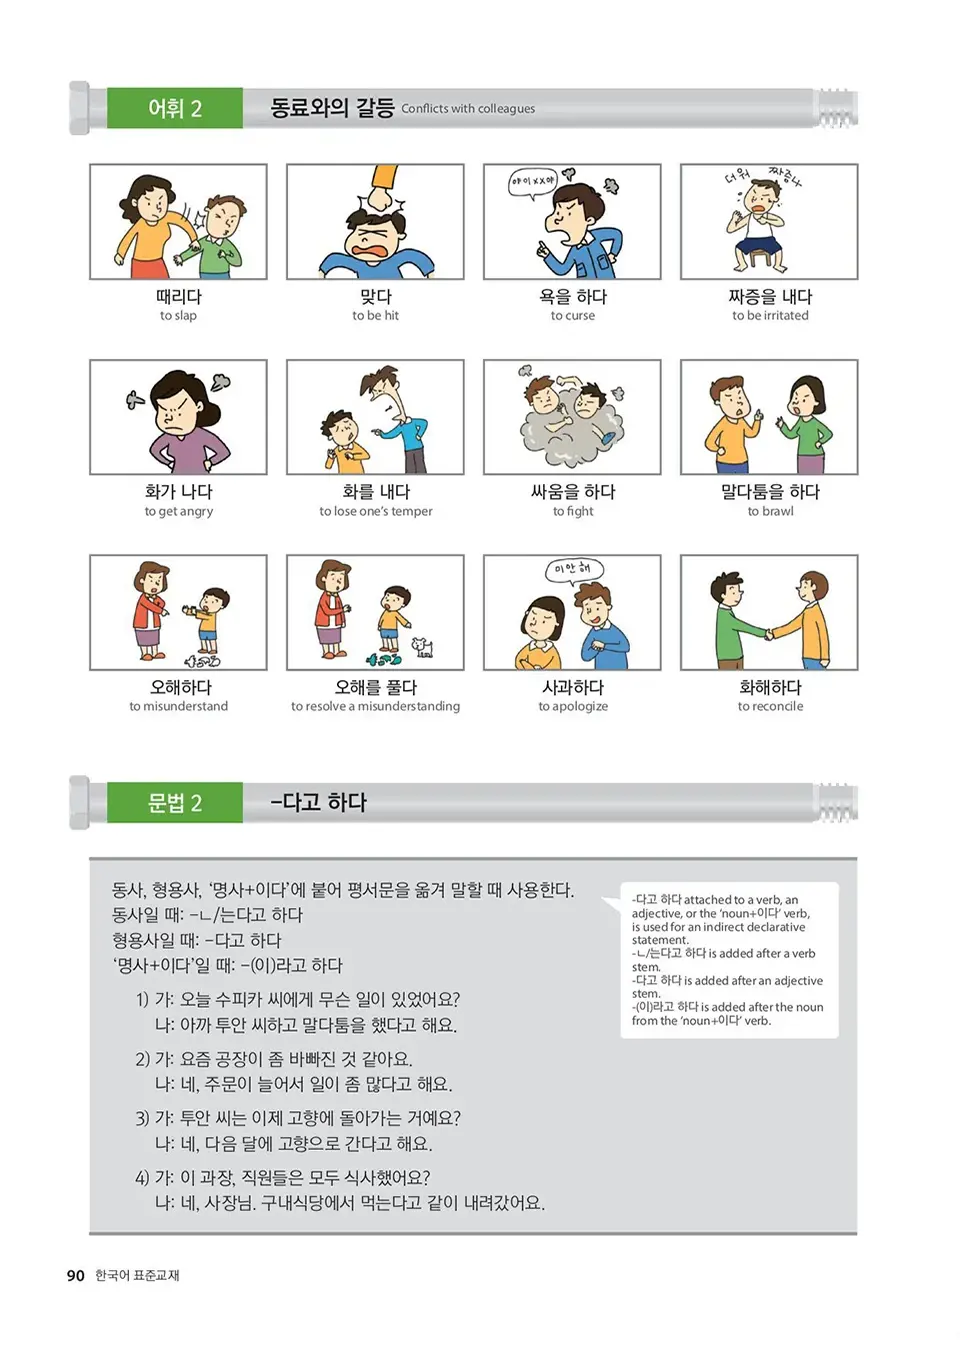 어휘 2
동료와의 갈등 Conflicts with colleagues
야이XX야
더워 짜증나
때리다
to slap
맞다
to be hit
욕을 하다
to curse
짜증을 내다
to be irritated
화가 나다
to get angry
화를 내다
to lose one's temper
싸움을 하다
to fight
말다툼을 하다
to brawl
미안해
오해하다
to misunderstand
오해를 풀다
to resolve a misunderstanding
사과하다
to apologize
화해하다
to reconcile
문법 2
-다고 하다
동사, 형용사, '명사+이다'에 붙어 평서문을 옮겨 말할 때 사용한다.
동사일 때: -ㄴ/는다고 하다
형용사일 때: -다고 하다
'명사+이다'일 때: -(이)라고 하다
-다고 하다 attached to a verb, an
adjective, or the 'noun+이다' verb,
is used for an indirect declarative
statement.
-ㄴ/는다고 하다 is added after a verb
stem.
-다고 하다 is added after an adjective
stem.
-(이)라고 하다 is added after the noun
from the 'noun+이다' verb.
1) 가: 오늘 수피카 씨에게 무슨 일이 있었어요?
나: 아까 투안 씨하고 말다툼을 했다고 해요.
2) 가: 요즘 공장이 좀 바빠진 것 같아요.
나: 네, 주문이 늘어서 일이 좀 많다고 해요.
3) 가: 투안 씨는 이제 고향에 돌아가는 거예요?
나: 네, 다음 달에 고향으로 간다고 해요.
4) 가: 이 과장, 직원들은 모두 식사했어요?
나: 네, 사장님. 구내식당에서 먹는다고 같이 내려갔어요.
90 한국어 표준교재